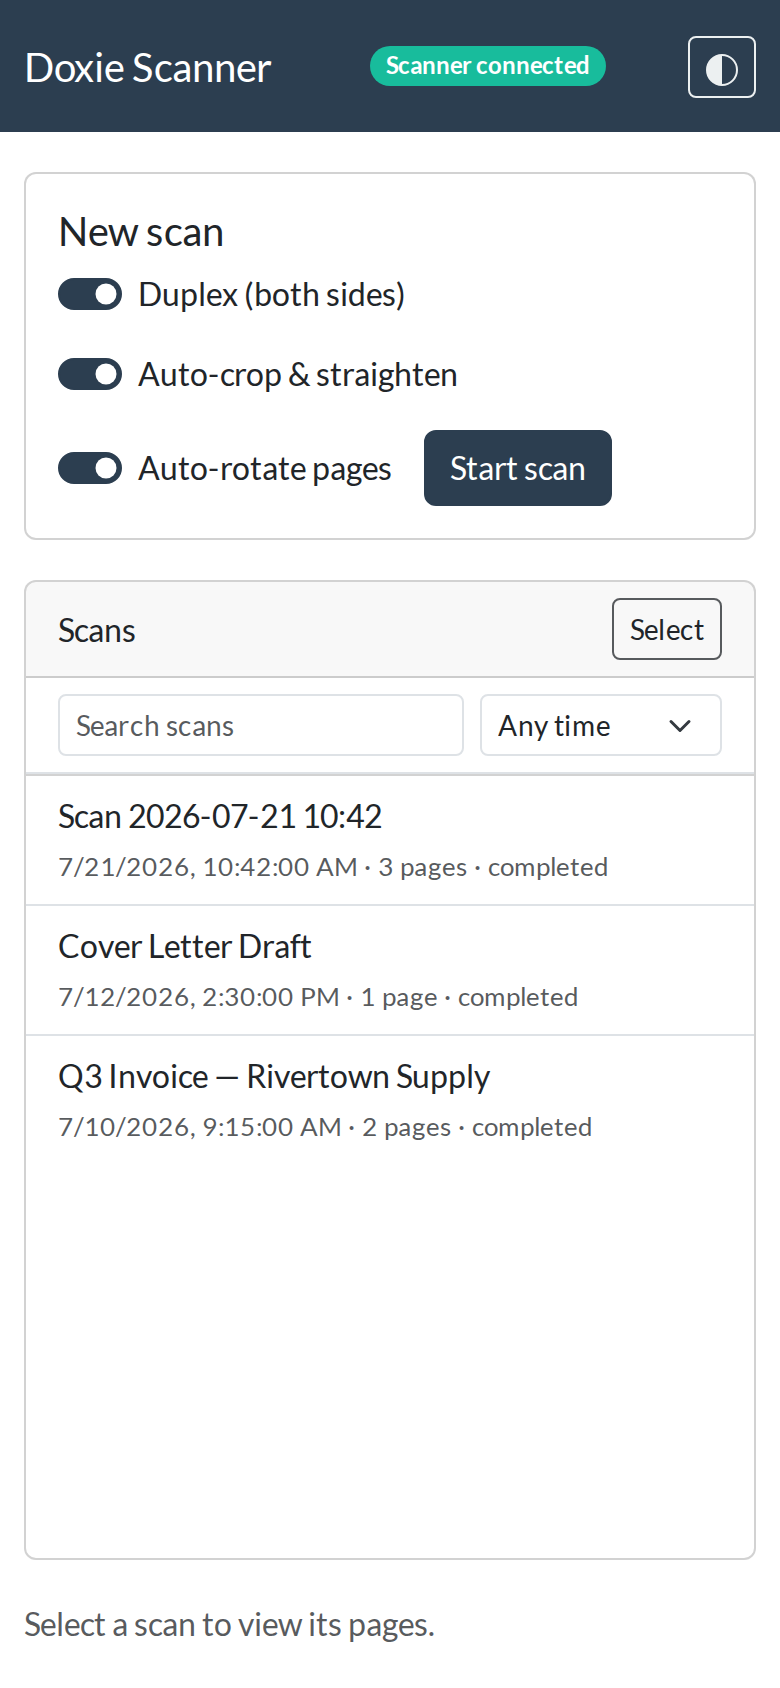 Doxie Scanner
Scanner connected
New scan
Duplex (both sides)
Auto-crop & straighten
Auto-rotate pages
Start scan
Scans
Select
Search scans
Any time
Scan 2026-07-21 10:42
7/21/2026, 10:42:00 AM · 3 pages · completed
Cover Letter Draft
7/12/2026, 2:30:00 PM · 1 page · completed
Q3 Invoice — Rivertown Supply
7/10/2026, 9:15:00 AM · 2 pages · completed
Select a scan to view its pages.